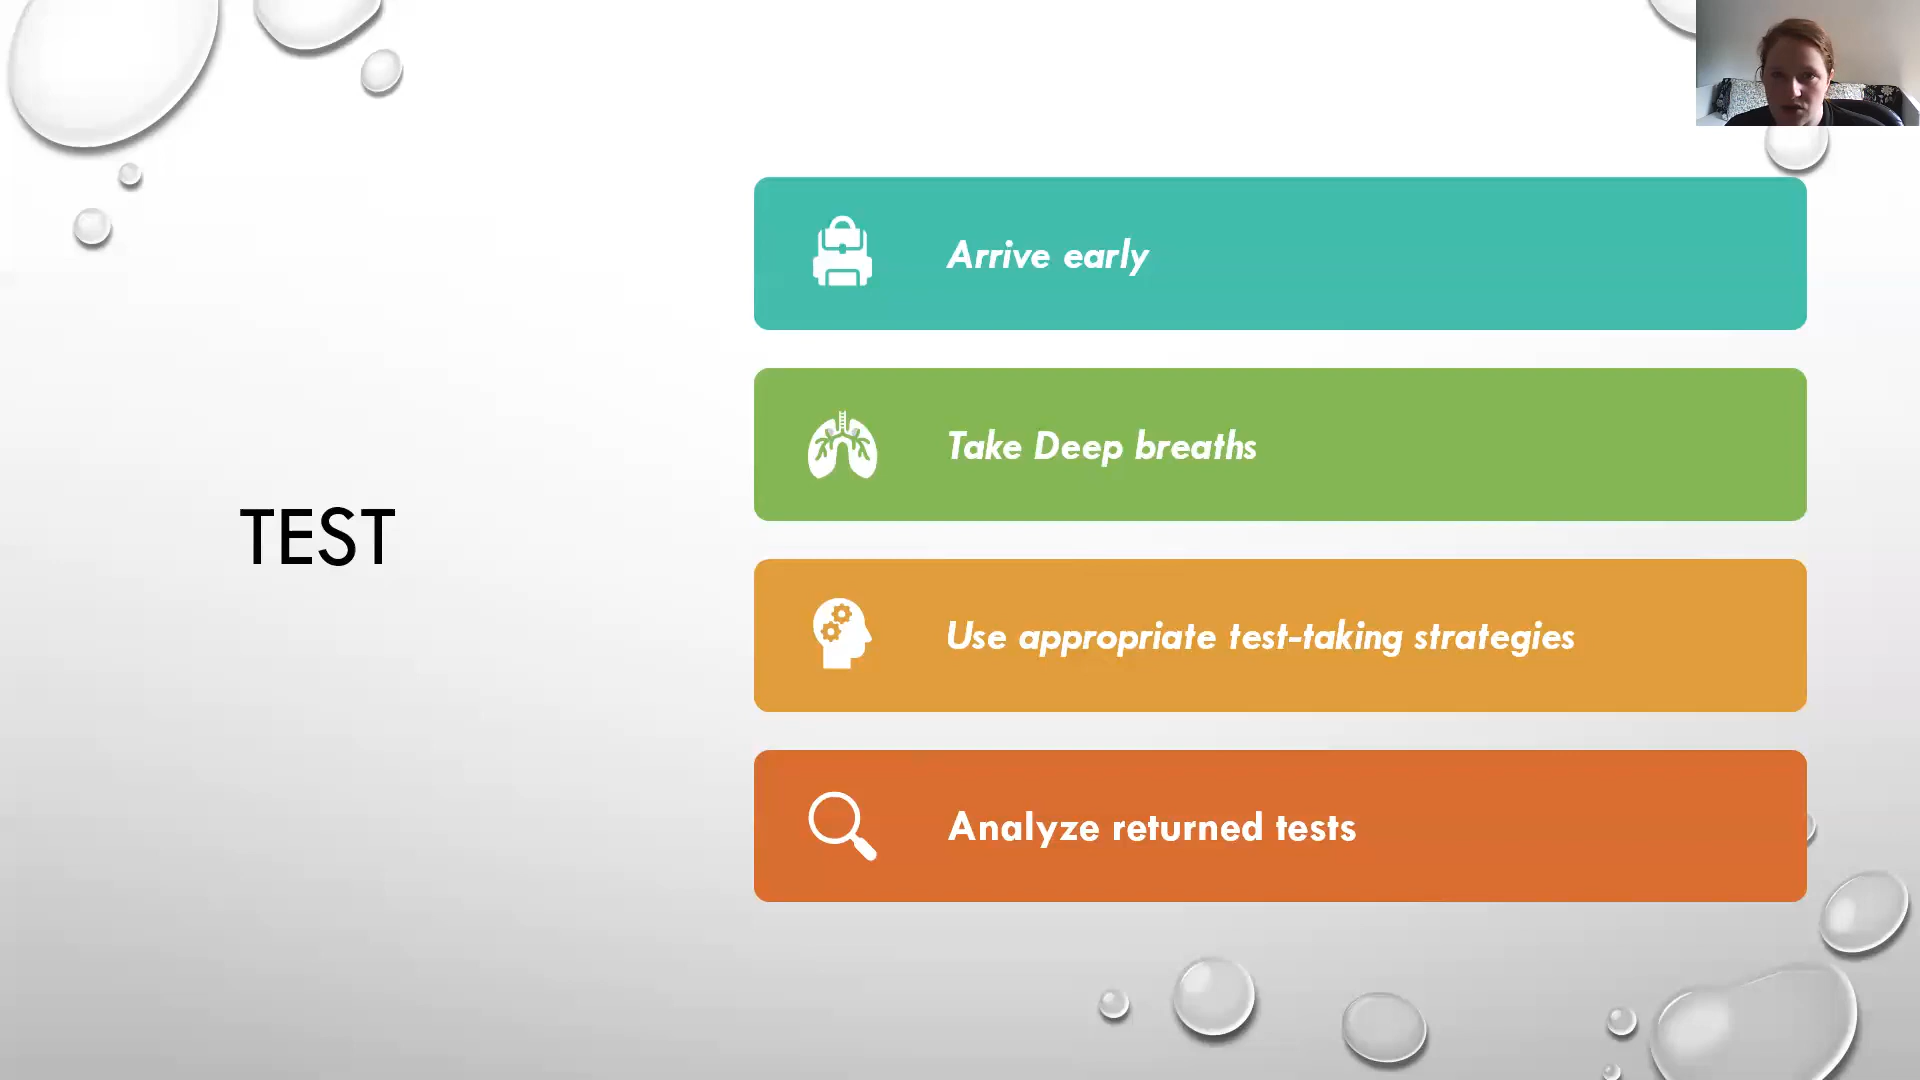 TEST
Arrive early
Take Deep breaths
Use appropriate test-taking strategies
Analyze returned tests